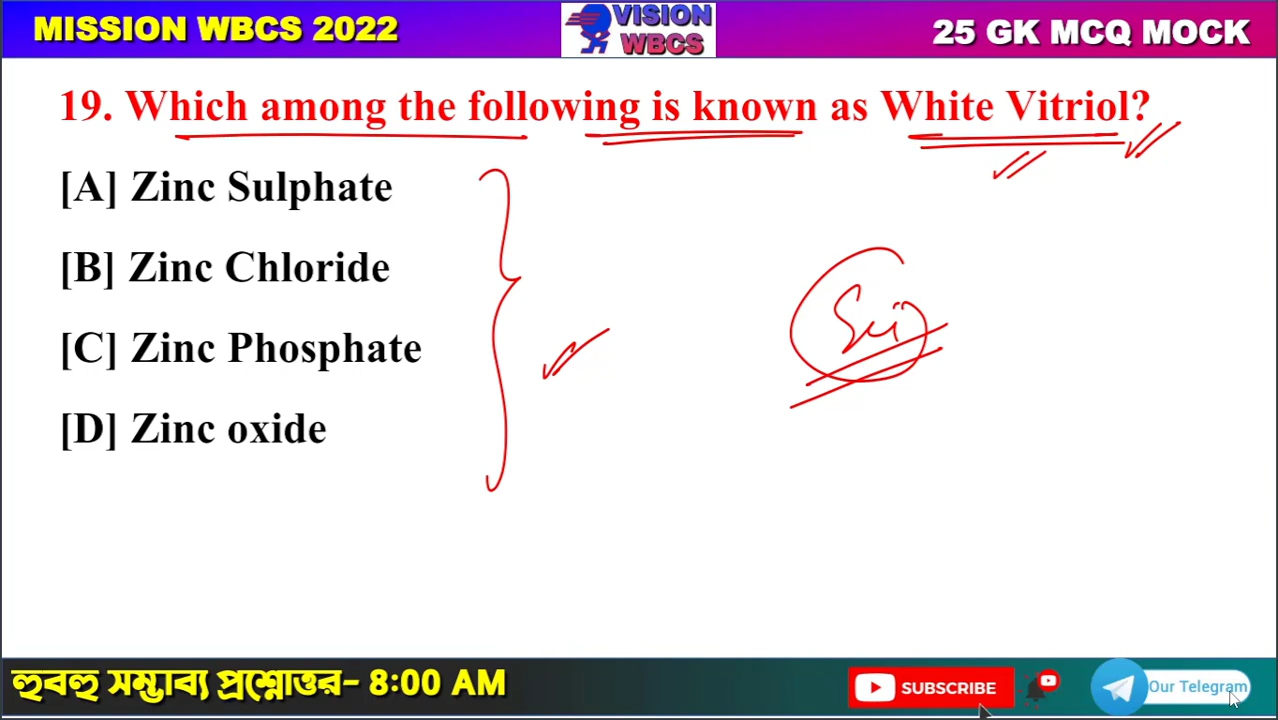 MISSION WBCS 2022
VISION
WBCS
25 GK MCQ MOCK
19. Which among the following is known as White Vitriol?
[A] Zinc Sulphate
[B] Zinc Chloride
[C] Zinc Phosphate
[D] Zinc oxide
হুবহু সম্ভাব্য প্রশ্নোত্তর- 8:00 AM
SUBSCRIBE
Our Telegram